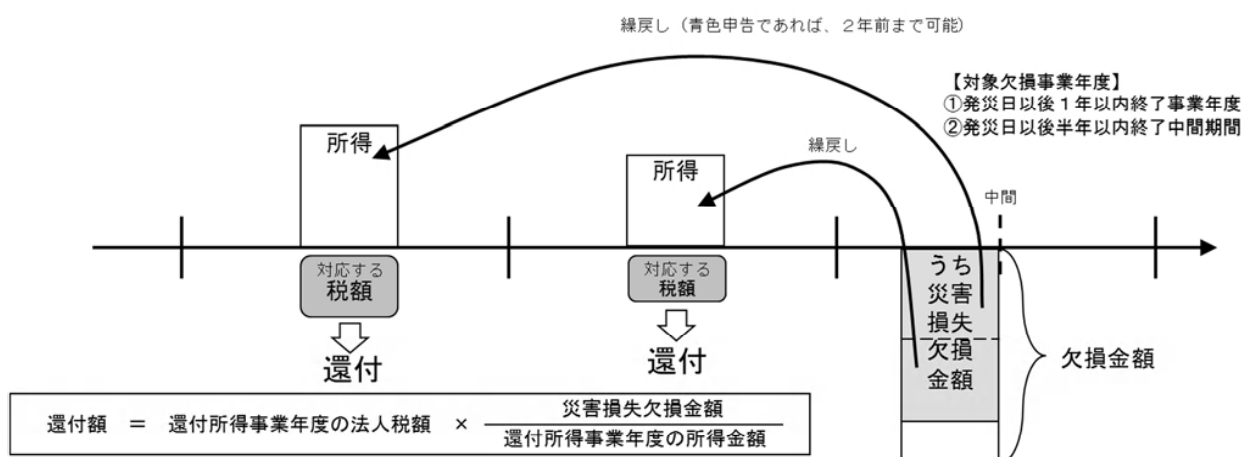 繰戻し（青色申告であれば、２年前まで可能）
【対象欠損事業年度】
①発災日以後１年以内終了事業年度
②発災日以後半年以内終了中間期間
所得
繰戻し
所得
中間
対応する
税額
還付
対応する
税額
還付
うち
災害
損失
欠損
金額
欠損金額
還付額 ＝ 還付所得事業年度の法人税額 ×
災害損失欠損金額
還付所得事業年度の所得金額